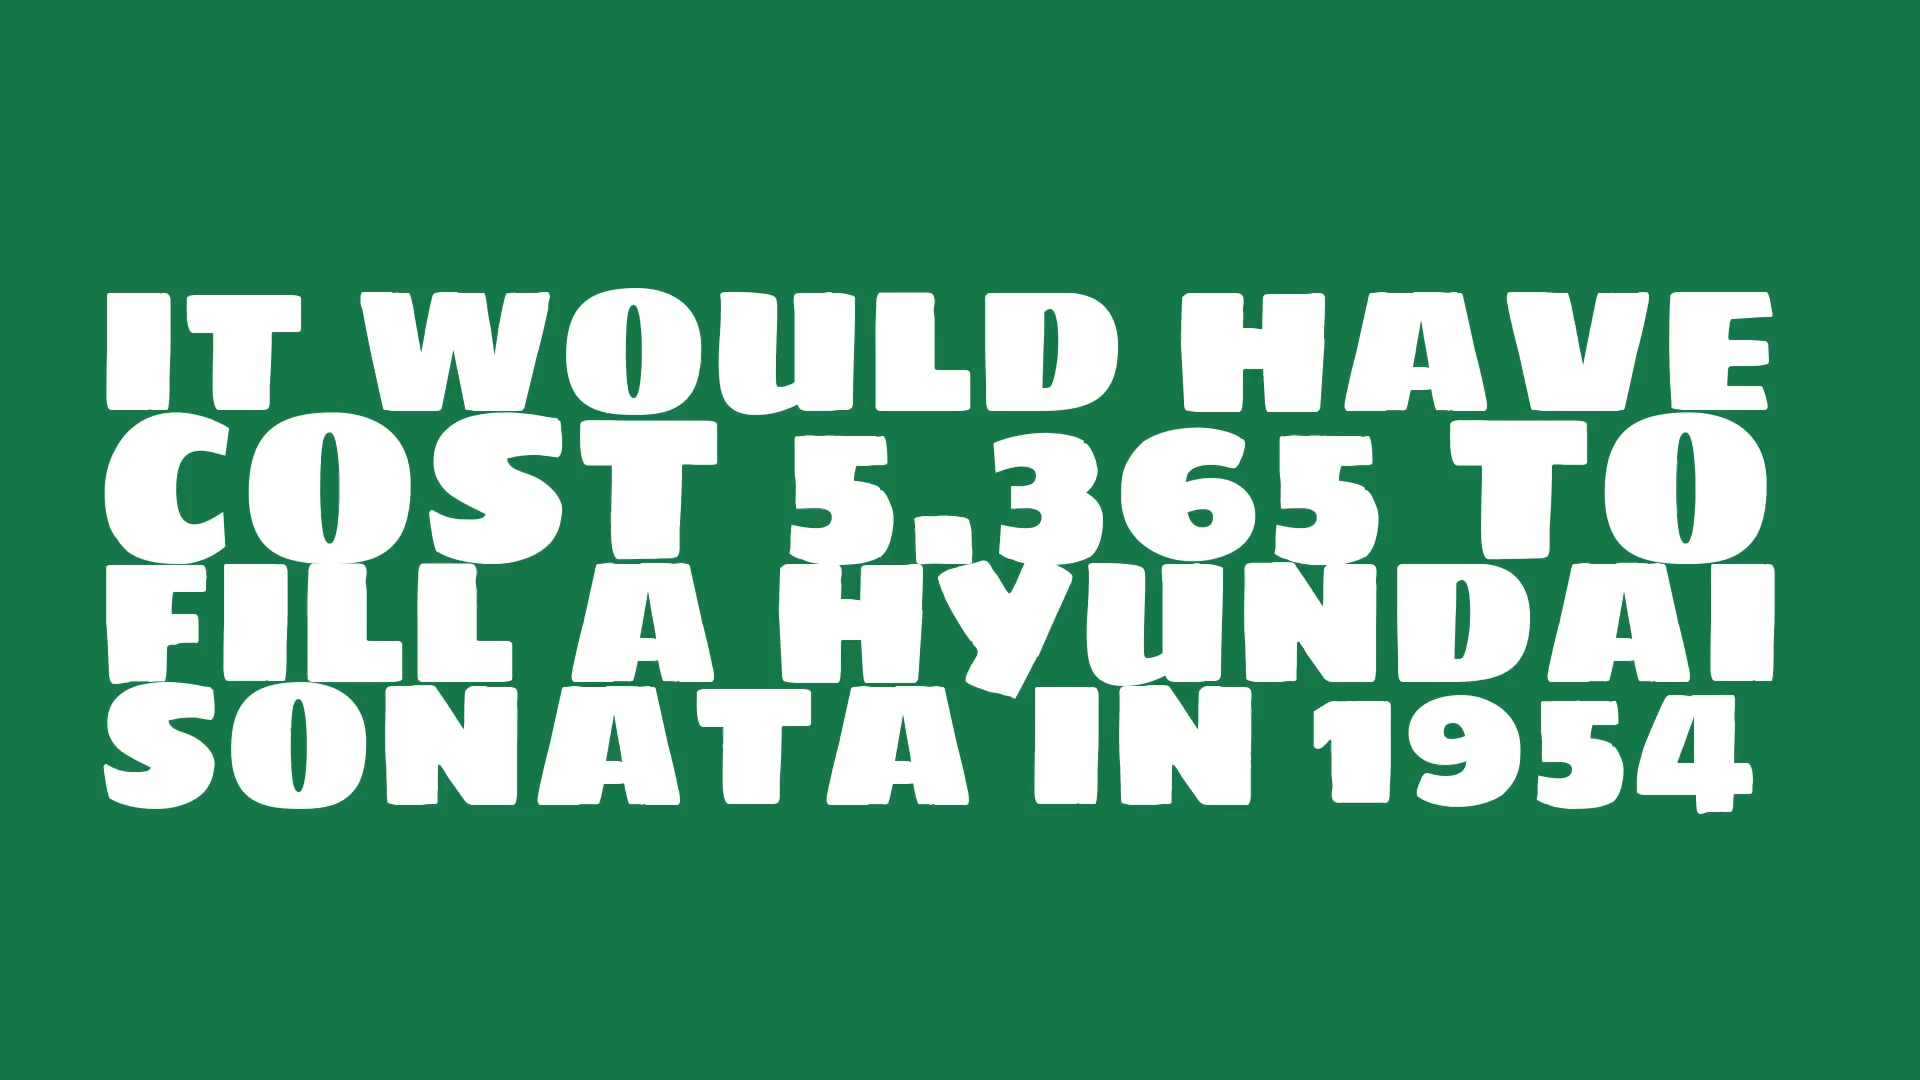 IT WOULD HAVE
COST 5.365 TO
FILL A HYUNDAI
SONATA IN 1954